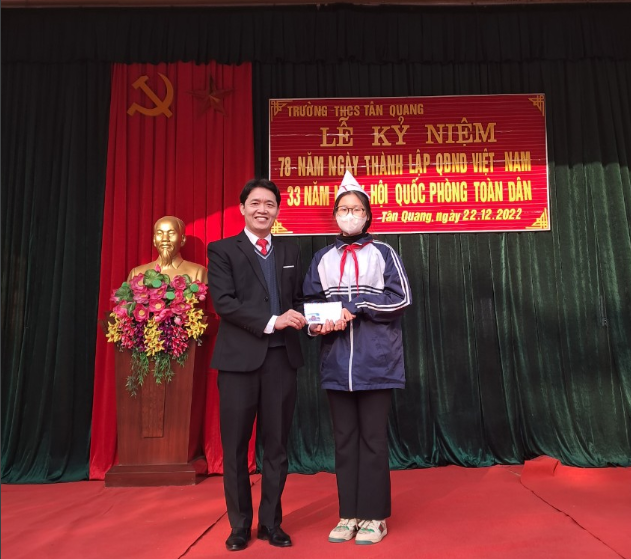 TRƯỜNG THCS TÂN QUANG
LỄ KỶ NIỆM
78 NĂM NGÀY THÀNH LẬP QĐND VIỆT NAM
33 NĂM HỘI QUỐC PHÒNG TOÀN DÂN
Tân Quang, ngày 22.12.2022